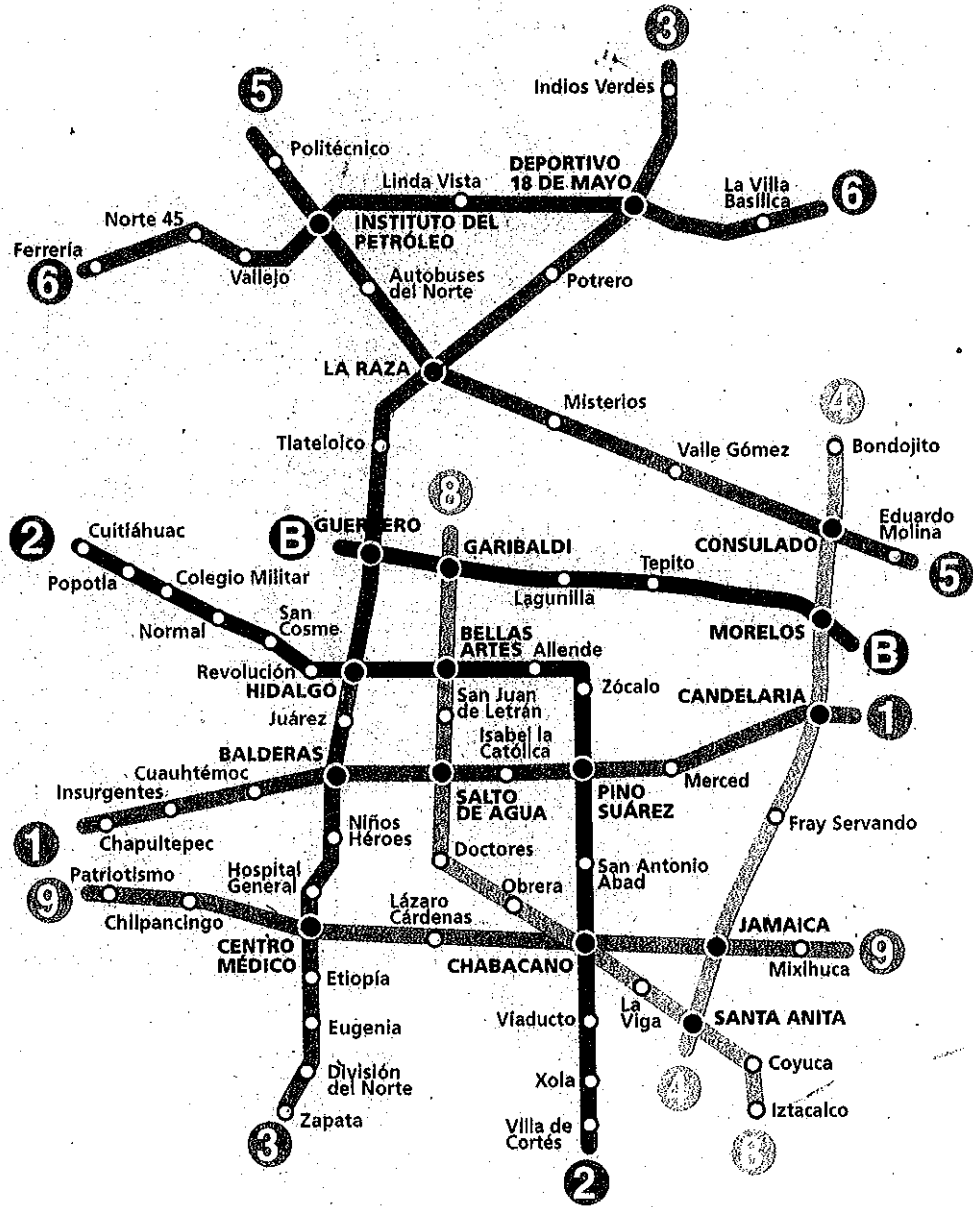 3
Indios Verdes
5
Politécnico
DEPORTIVO
18 DE MAYO
Linda Vista
La Villa
Basílica
6
Norte 45
INSTITUTO DEL
PETRÓLEO
Ferrería
6
Vallejo
Autobuses
del Norte
Potrero
LA RAZA
4
Misterios
Tlatelolco
Valle Gómez
Bondojito
8
2
Cuitláhuac
B
GUERRERO
GARIBALDI
CONSULADO
Eduardo
Molina
5
Popotla
Colegio Militar
Tepito
Lagunilla
Normal
San
Cosme
BELLAS
ARTES
Allende
MORELOS
B
Revolución
HIDALGO
Zócalo
CANDELARIA
1
Juárez
San Juan
de Letrán
Isabel la
Católica
BALDERAS
Cuauhtémoc
Insurgentes
Merced
1
Chapultepec
SALTO
DE AGUA
PINO
SUÁREZ
Fray Servando
Niños
Héroes
Doctores
San Antonio
Abad
9
Patriotismo
Hospital
General
Obrera
Chilpancingo
Lázaro
Cárdenas
JAMAICA
9
CENTRO
MÉDICO
CHABACANO
Mixihuca
Etiopía
La
Viga
SANTA ANITA
Eugenia
Víaducto
Coyuca
División
del Norte
Xola
4
Iztacalco
Zapata
3
Villa de
Cortés
8
2